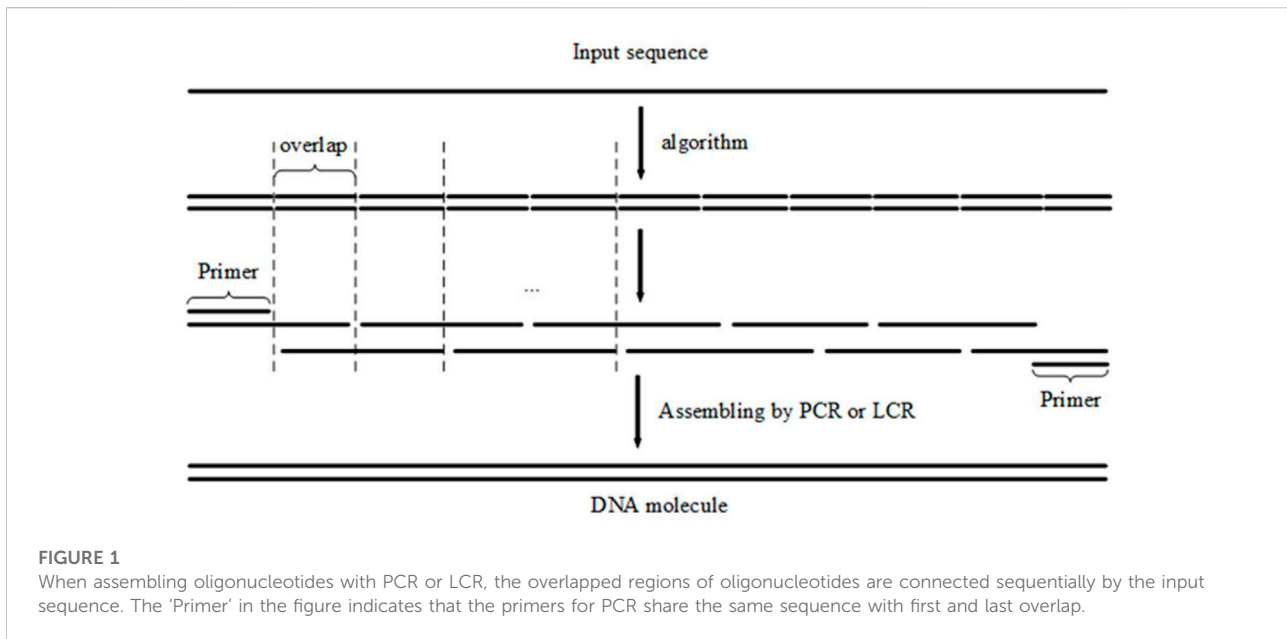 Input sequence
algorithm
overlap
Primer
...
Primer
Assembling by PCR or LCR
DNA molecule
FIGURE 1
When assembling oligonucleotides with PCR or LCR, the overlapped regions of oligonucleotides are connected sequentially by the input
sequence. The ‘Primer’ in the figure indicates that the primers for PCR share the same sequence with first and last overlap.